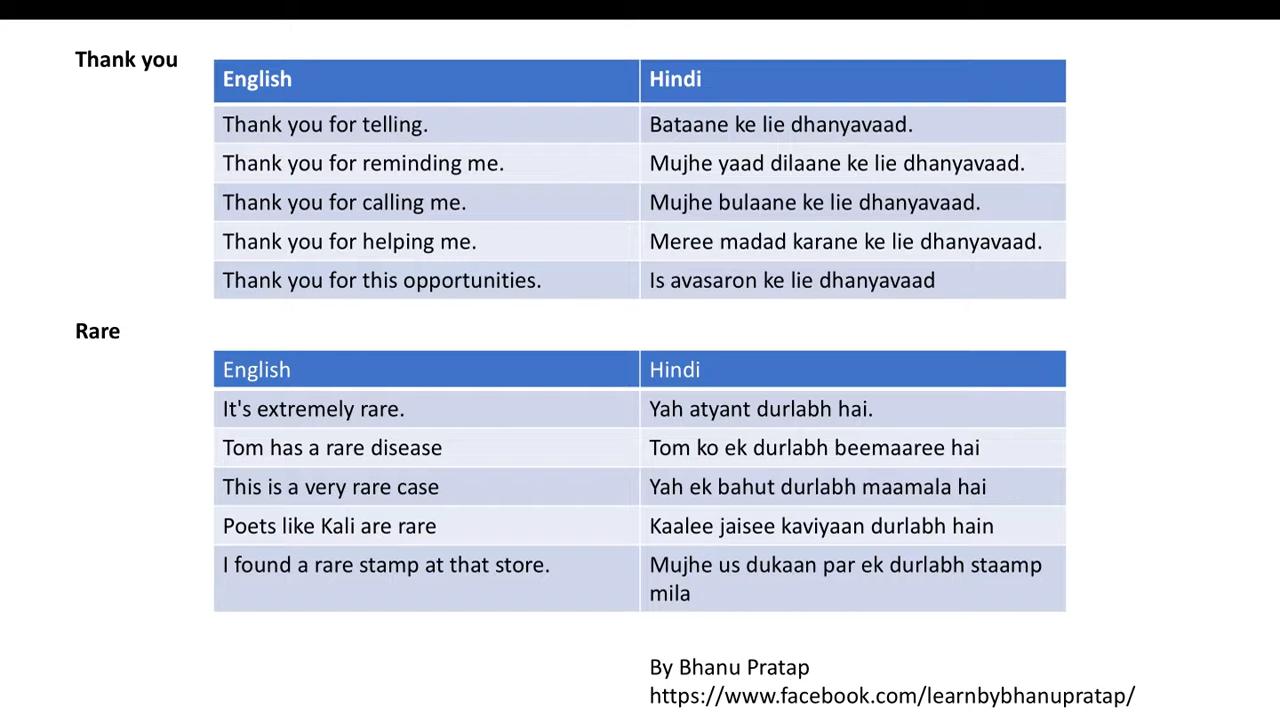 Thank you
English Hindi
Thank you for telling. Bataane ke lie dhanyavaad.
Thank you for reminding me. Mujhe yaad dilaane ke lie dhanyavaad.
Thank you for calling me. Mujhe bulaane ke lie dhanyavaad.
Thank you for helping me. Meree madad karane ke lie dhanyavaad.
Thank you for this opportunities. Is avasaron ke lie dhanyavaad
Rare
English Hindi
It's extremely rare. Yah atyant durlabh hai.
Tom has a rare disease Tom ko ek durlabh beemaaree hai
This is a very rare case Yah ek bahut durlabh maamala hai
Poets like Kali are rare Kaalee jaisee kaviyaan durlabh hain
I found a rare stamp at that store. Mujhe us dukaan par ek durlabh staamp
mila
By Bhanu Pratap
https://www.facebook.com/learnbybhanupratap/